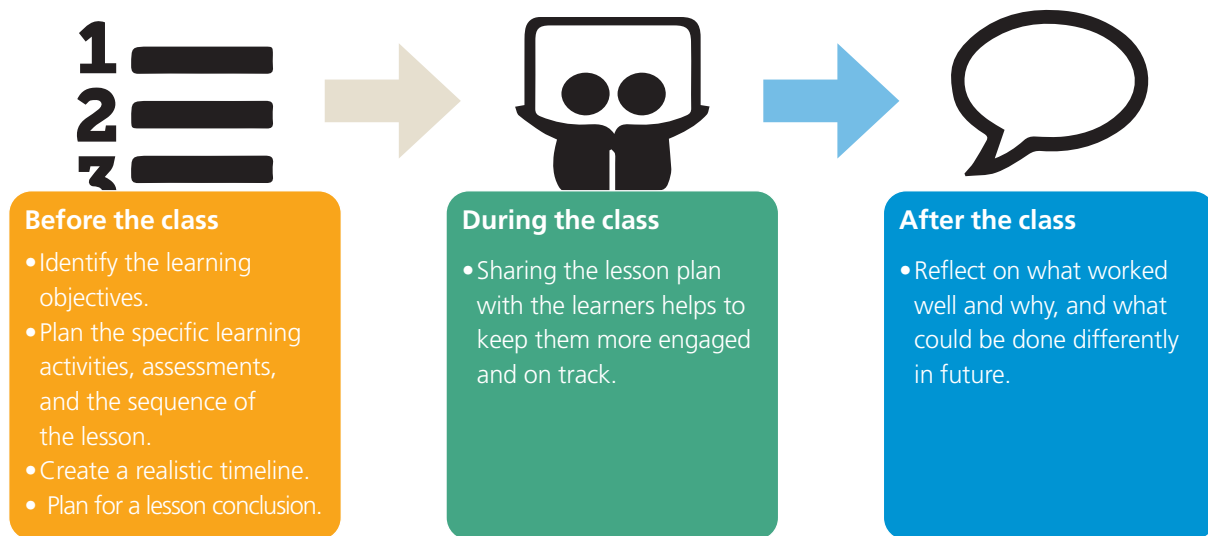 1
2
3
Before the class
•Identify the learning
objectives.
•Plan the specific learning
activities, assessments,
and the sequence of
the lesson.
•Create a realistic timeline.
• Plan for a lesson conclusion.
During the class
•Sharing the lesson plan
with the learners helps to
keep them more engaged
and on track.
After the class
•Reflect on what worked
well and why, and what
could be done differently
in future.